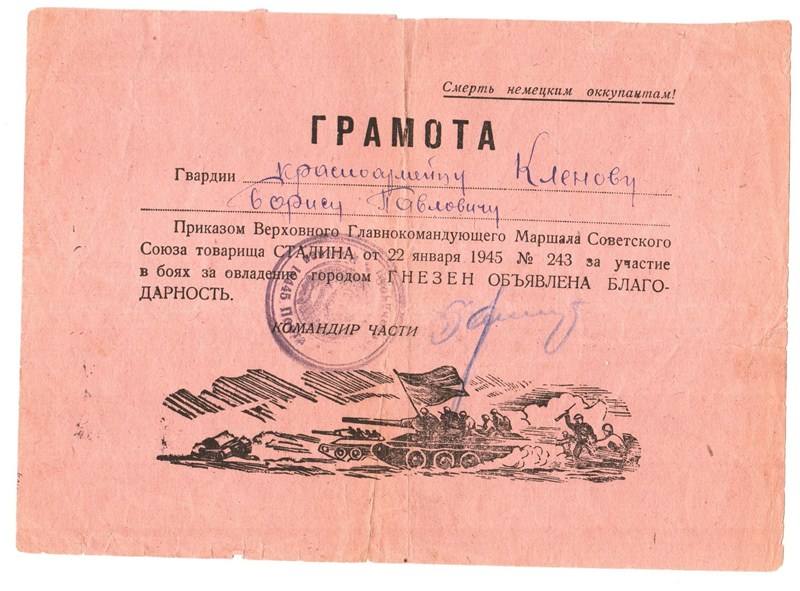 Смерть немецким оккупантам!
ГРАМОТА
Гвардии красноармейцу Кленову
Борису Павловичу
Приказом Верховного Главнокомандующего Маршала Советского
Союза товарища СТАЛИНА от 22 января 1945 № 243 за участие
в боях за овладение городом ГНЕЗЕН ОБЪЯВЛЕНА БЛАГО-
ДАРНОСТЬ.
КОМАНДИР ЧАСТИ